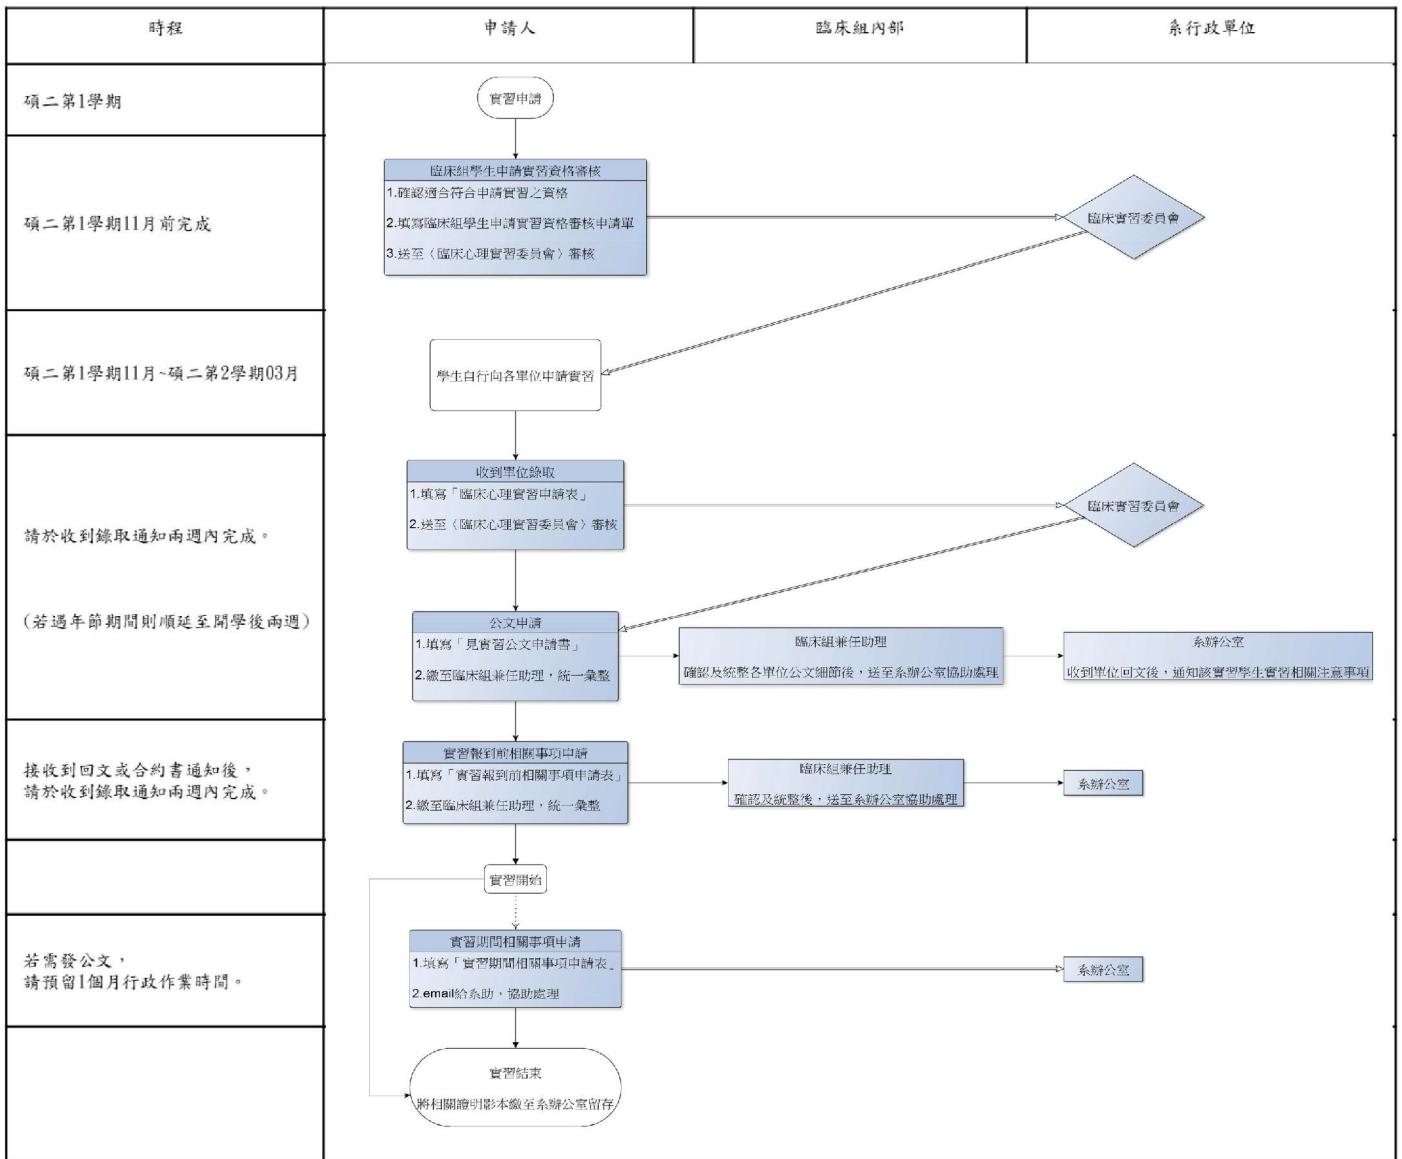 時程
申請人
臨床組內部
系行政單位
碩二第1學期
實習申請
碩二第1學期11月前完成
臨床組學生申請實習資格審核
1.確認適合符合申請實習之資格
2.填寫臨床組學生申請實習資格審核申請單
3.送至〈臨床心理實習委員會〉審核
臨床實習委員會
碩二第1學期11月~碩二第2學期03月
學生自行向各單位申請實習
請於收到錄取通知兩週內完成。
(若遇年節期間則順延至開學後兩週)
收到單位錄取
1.填寫「臨床心理實習申請表」
2.送至〈臨床心理實習委員會〉審核
臨床實習委員會
公文申請
1.填寫「見實習公文申請書」
2.繳至臨床組兼任助理，統一彙整
臨床組兼任助理
確認及統整各單位公文細節後，送至系辦公室協助處理
系辦公室
收到單位回文後，通知該實習學生實習相關注意事項
接收到回文或合約書通知後，
請於收到錄取通知兩週內完成。
實習報到前相關事項申請
1.填寫「實習報到前相關事項申請表」
2.繳至臨床組兼任助理，統一彙整
臨床組兼任助理
確認及統整後，送至系辦公室協助處理
系辦公室
實習開始
若需發公文，
請預留1個月行政作業時間。
實習期間相關事項申請
1.填寫「實習期間相關事項申請表」
2.email給系助，協助處理
系辦公室
實習結束
將相關證明影本繳至系辦公室留存